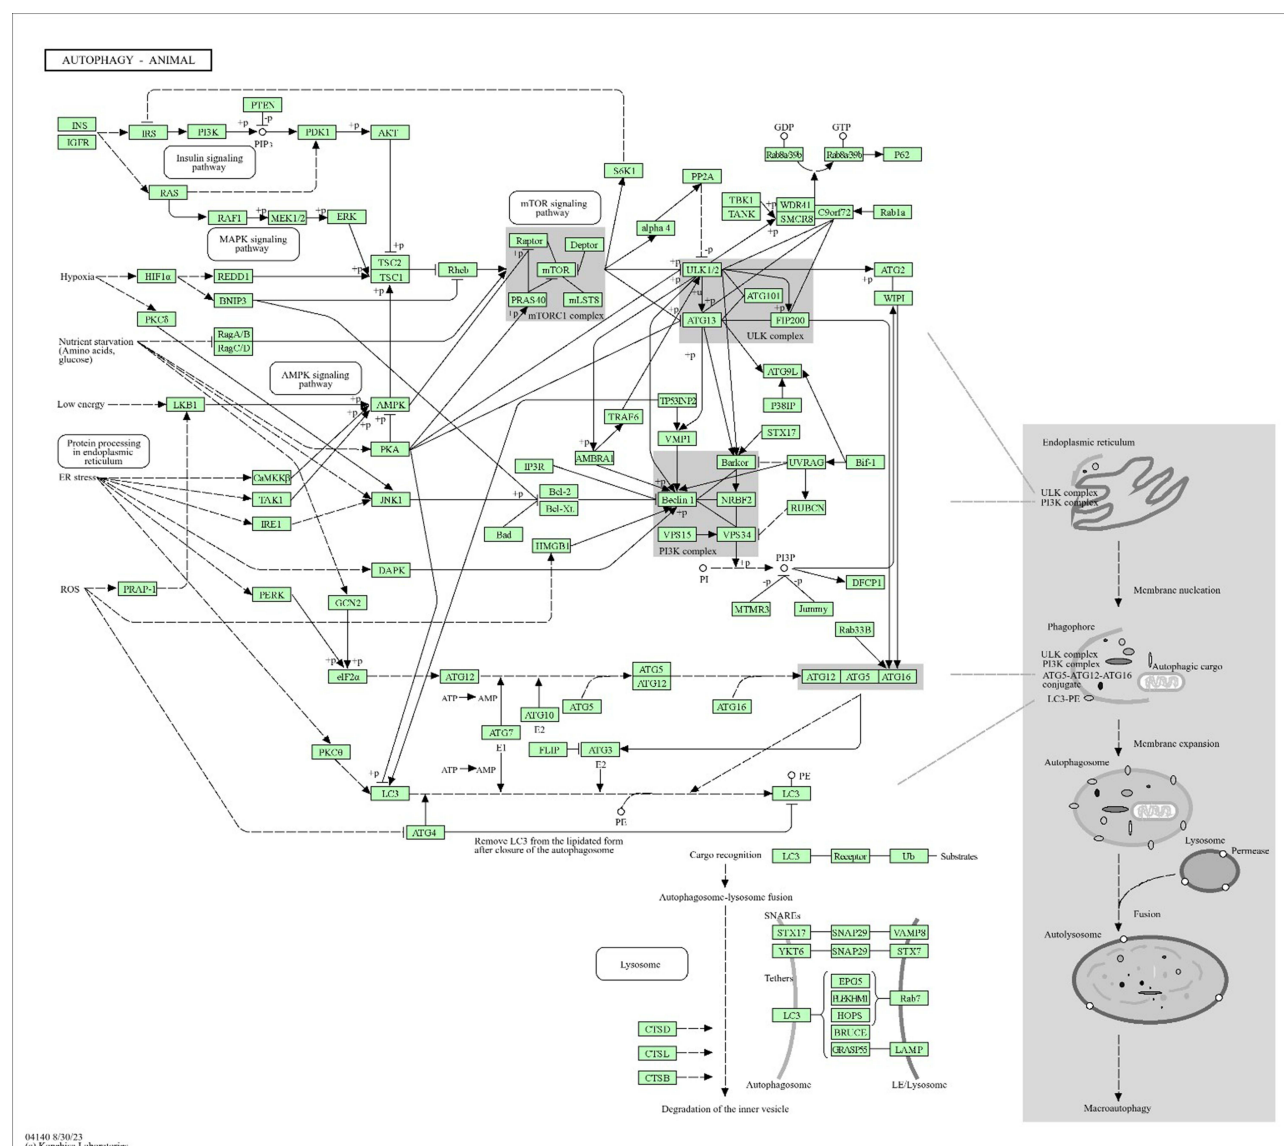 AUTOPHAGY - ANIMAL
INS
IGFR
IRS
PI3K
+p
PTEN
-p
PIP3
PDK1
+p
AKT
Insulin signaling
pathway
RAS
RAF1
+p
MEK1/2
+p
ERK
MAPK signaling
pathway
+p
+p
TSC2
TSC1
+p
Hypoxia
HIF1α
REDD1
BNIP3
PKCδ
Rheb
S6K1
mTOR signaling
pathway
Raptor
Deptor
+p
mTOR
PRAS40
mLST8
+p
mTORC1 complex
PP2A
alpha 4
-p
TBK1
TANK
+p
WDR41
SMCR8
C9orf72
+p
Rab1a
GDP
GTP
Rab8a/39b
Rab8a/39b
P62
+p
+p
ULK1/2
+u
+p
ATG101
+p
+p
ATG13
FIP200
ULK complex
ATG2
+p
WIPI
Nutrient starvation
(Amino acids,
glucose)
RagA/B
RagC/D
AMPK signaling
pathway
Low energy
LKB1
+p
+p
+p
+p
AMPK
PKA
+p
ATG9L
P38IP
TP53INP2
TRAF6
VMP1
STX17
+p
AMBRA1
Protein processing
in endoplasmic
reticulum
ER stress
CaMKKβ
TAK1
IRE1
JNK1
IP3R
+p
Bcl-2
Bcl-XL
Bad
HMGB1
DAPK
Barkor
UVRAG
Bif-1
+p
Beclin 1
+p
NRBF2
RUBCN
VPS15
VPS34
PI3K complex
+p
PI
PI3P
-p
-p
DFCP1
MTMR3
Jummy
Rab33B
ROS
PRAP-1
PERK
GCN2
+p
+p
eIF2α
ATG12
ATG5
ATG12
ATG12
ATG5
ATG16
ATP
AMP
ATG10
E2
ATG5
ATG16
ATG7
E1
FLIP
ATG3
E2
PKCθ
ATP
AMP
+p
LC3
PE
PE
LC3
ATG4
Remove LC3 from the lipidated form
after closure of the autophagosome
Cargo recognition
LC3
Receptor
Ub
Substrates
Autophagosome-lysosome fusion
SNAREs
STX17
SNAP29
VAMP8
YKT6
SNAP29
STX7
Lysosome
Tethers
EPG5
PLEKHM1
Rab7
LC3
HOPS
BRUCE
GRASP55
LAMP
CTSD
CTSL
CTSB
Autophagosome
LE/Lysosome
Degradation of the inner vesicle
Endoplasmic reticulum
ULK complex
PI3K complex
Membrane nucleation
Phagophore
ULK complex
PI3K complex
Autophagic cargo
ATG5-ATG12-ATG16
conjugate
LC3-PE
Membrane expansion
Autophagosome
Lysosome
Permease
Fusion
Autolysosome
Macroautophagy
04140 8/30/23
(c) Kanehisa Laboratories